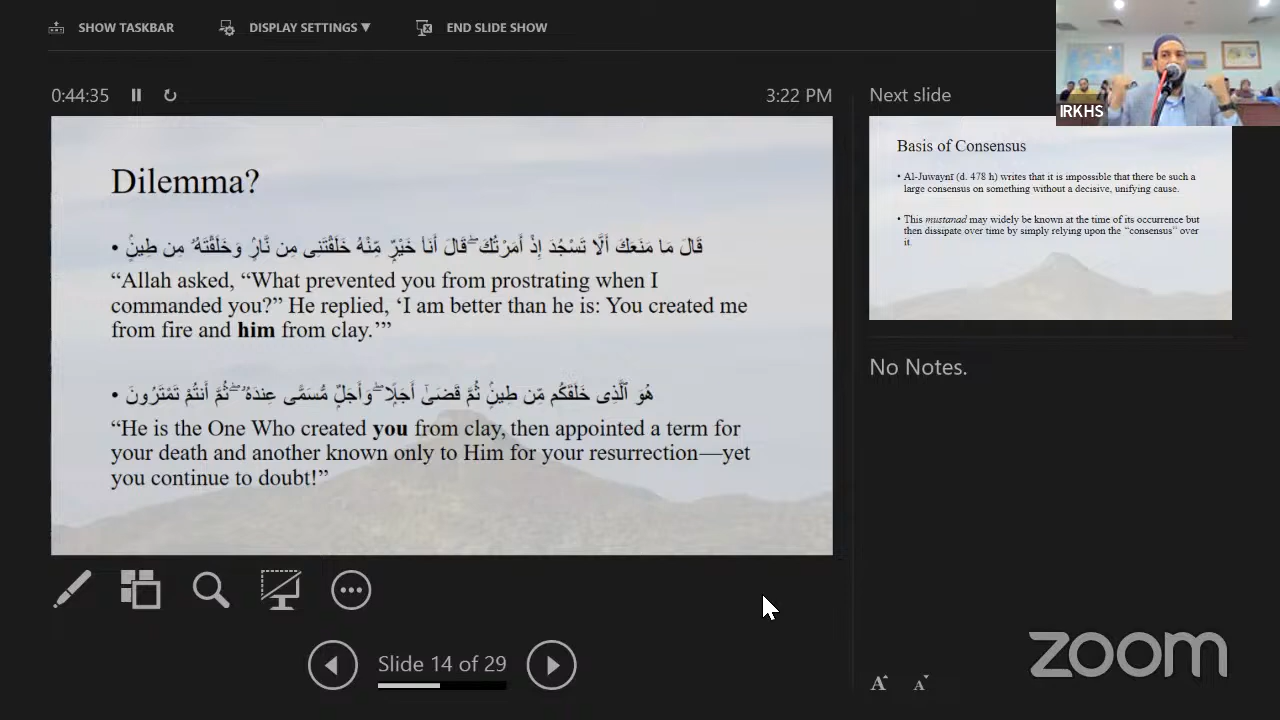 SHOW TASKBAR
DISPLAY SETTINGS ▼
END SLIDE SHOW
0:44:35
3:22 PM
Next slide
IRKHS
Dilemma?
• قَالَ مَا مَنَعَكَ أَلَّا تَسْجُدَ إِذْ أَمَرْتُكَ ۖ قَالَ أَنَا۠ خَيْرٌ مِّنْهُ خَلَقْتَنِى مِن نَّارٍ وَخَلَقْتَهُۥ مِن طِينٍ
“Allah asked, “What prevented you from prostrating when I
commanded you?” He replied, ‘I am better than he is: You created me
from fire and him from clay.’”
• هُوَ ٱلَّذِى خَلَقَكُم مِّن طِينٍ ثُمَّ قَضَىٰٓ أَجَلًا ۖ وَأَجَلٌ مُّسَمًّى عِندَهُۥ ۖ ثُمَّ أَنتُمْ تَمْتَرُونَ
“He is the One Who created you from clay, then appointed a term for
your death and another known only to Him for your resurrection—yet
you continue to doubt!”
Basis of Consensus
• Al-Juwaynī (d. 478 h) writes that it is impossible that there be such a
large consensus on something without a decisive, unifying cause.
• This mustanad may widely be known at the time of its occurrence but
then dissipate over time by simply relying upon the “consensus” over
it.
No Notes.
Slide 14 of 29
A A
zoom